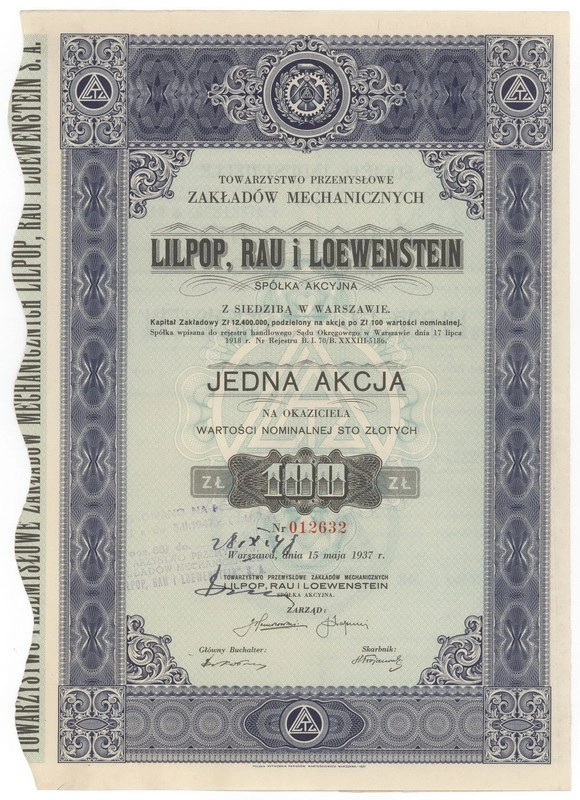 TOWARZYSTWO PRZEMYSŁOWE ZAKŁADÓW MECHANICZNYCH LILPOP, RAU i LOEWENSTEIN S. A.
TOWARZYSTWO PRZEMYSŁOWE
ZAKŁADÓW MECHANICZNYCH
LILPOP, RAU i LOEWENSTEIN
SPÓŁKA AKCYJNA
Z SIEDZIBĄ W WARSZAWIE.
Kapitał Zakładowy Zł 12.400.000, podzielony na akcje po Zł 100 wartości nominalnej.
Spółka wpisana do rejestru handlowego Sądu Okręgowego w Warszawie dnia 17 lipca
1918 r. Nr Rejestru B. I. 70/B. XXXIII-5186.
JEDNA AKCJA
NA OKAZICIELA
WARTOŚCI NOMINALNEJ STO ZŁOTYCH
ZŁ 100 ZŁ
Nr 012632
Warszawa, dnia 15 maja 1937 r.
TOWARZYSTWO PRZEMYSŁOWE ZAKŁADÓW MECHANICZNYCH
LILPOP, RAU i LOEWENSTEIN
SPÓŁKA AKCYJNA.
ZARZĄD:
Główny Buchalter: Skarbnik: